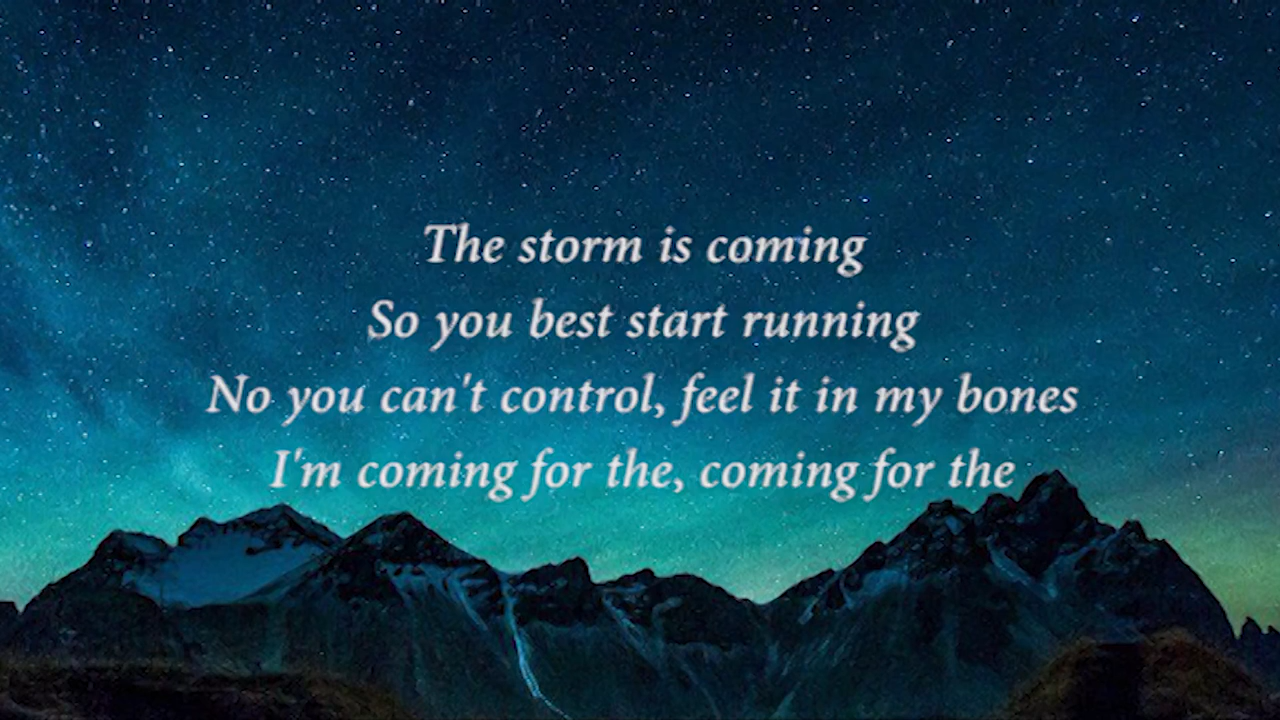 The storm is coming
So you best start running
No you can't control, feel it in my bones
I'm coming for the, coming for the